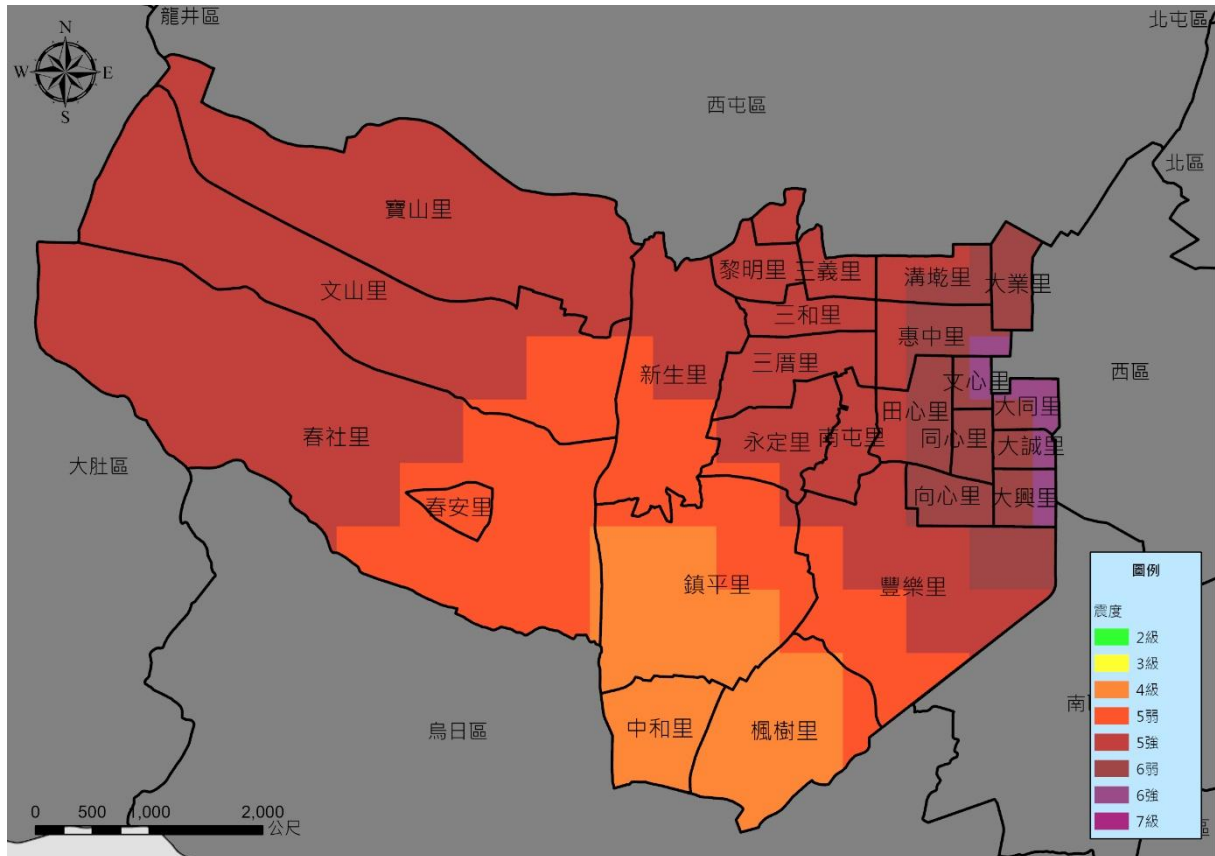 龍井區
北屯區
N
W
E
S
西屯區
北區
寶山里
黎明里
三義里
溝墘里
大業里
文山里
三和里
惠中里
新生里
三厝里
文心里
西區
春社里
永定里
南屯里
田心里
同心里
大同里
大誠里
大肚區
春安里
向心里
大興里
鎮平里
豐樂里
烏日區
中和里
楓樹里
南
圖例
震度
2級
3級
4級
5弱
5強
6弱
6強
7級
0 500 1,000 2,000
公尺